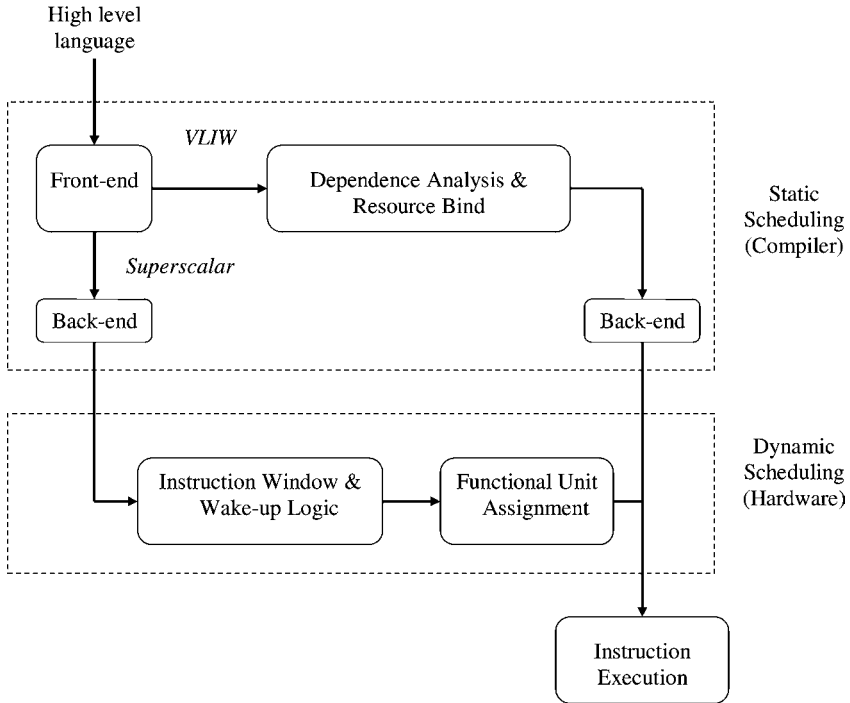 High level
language
VLIW
Front-end
Dependence Analysis &
Resource Bind
Static
Scheduling
(Compiler)
Superscalar
Back-end
Back-end
Dynamic
Scheduling
(Hardware)
Instruction Window &
Wake-up Logic
Functional Unit
Assignment
Instruction
Execution